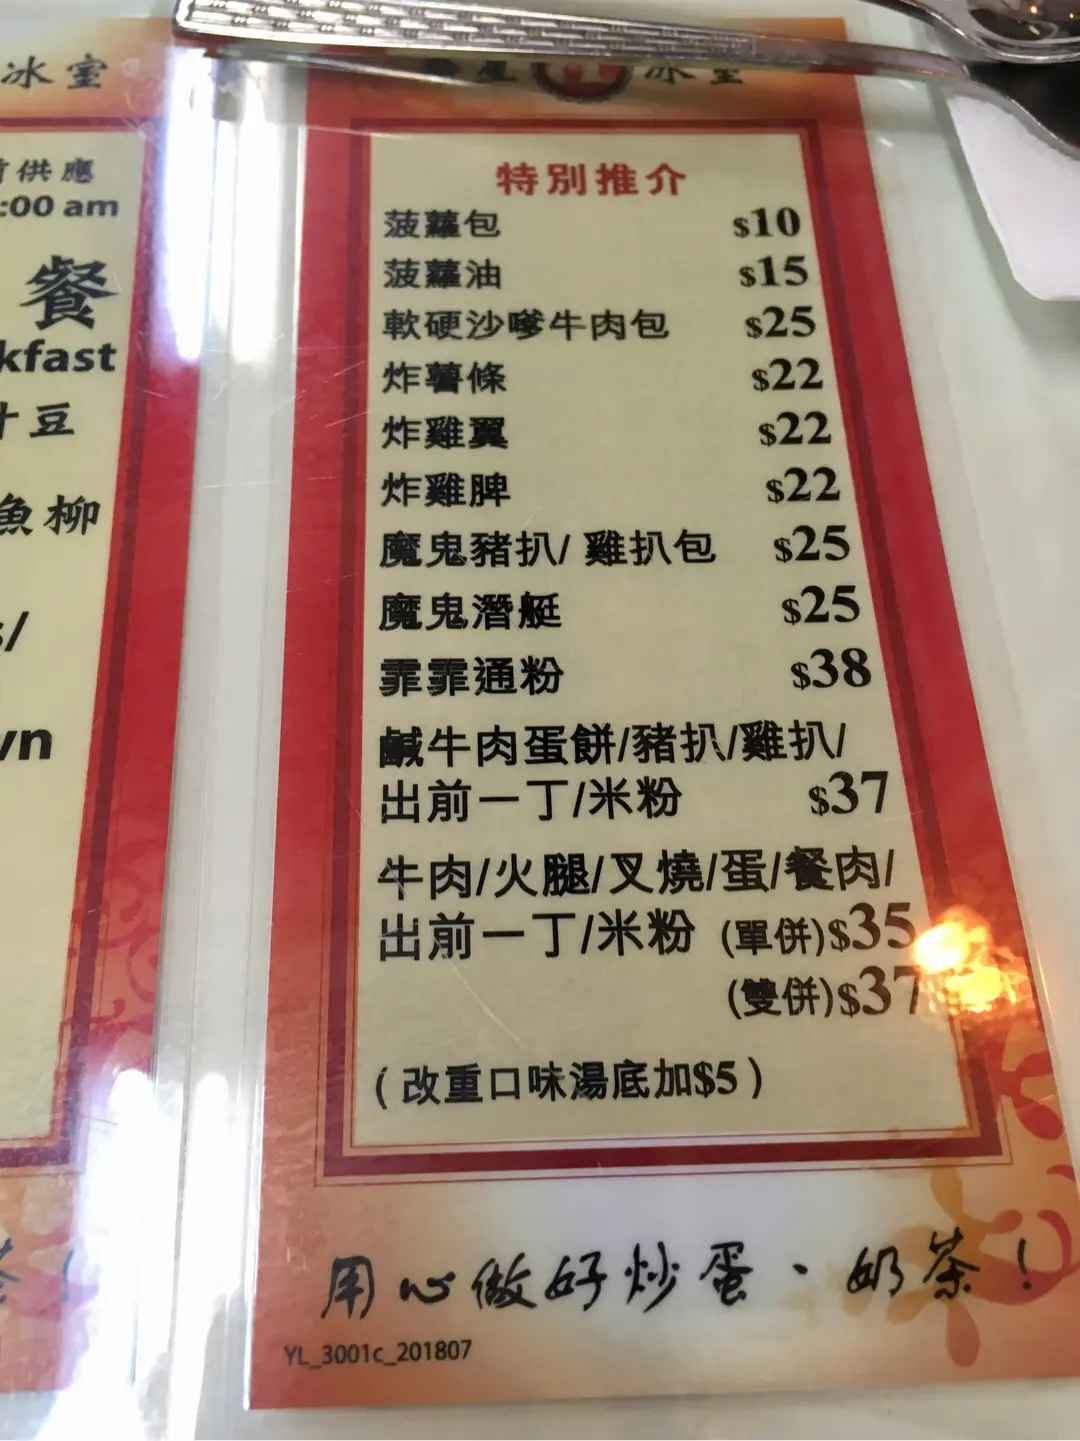 冰室
供應
:00 am
餐
kfast
豆
魚柳
s/
wn
冰室
特別推介
菠蘿包 $10
菠蘿油 $15
軟硬沙嗲牛肉包 $25
炸薯條 $22
炸雞翼 $22
炸雞脾 $22
魔鬼豬扒/ 雞扒包 $25
魔鬼潛艇 $25
霏霏通粉 $38
鹹牛肉蛋餅/豬扒/雞扒/
出前一丁/米粉 $37
牛肉/火腿/叉燒/蛋/餐肉/
出前一丁/米粉 (單併)$35
(雙併)$37
(改重口味湯底加$5)
用心做好炒蛋、奶茶!
YL_3001c_201807